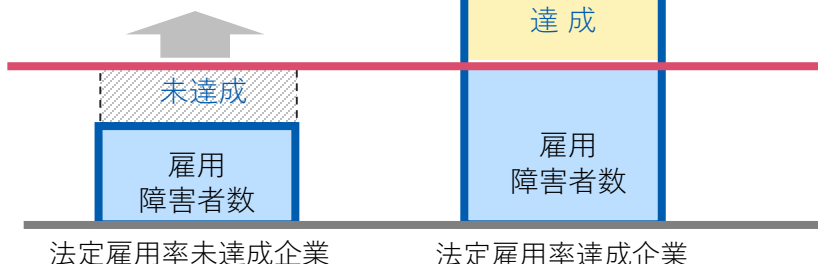 達成
未達成
雇用
障害者数
雇用
障害者数
法定雇用率未達成企業
法定雇用率達成企業